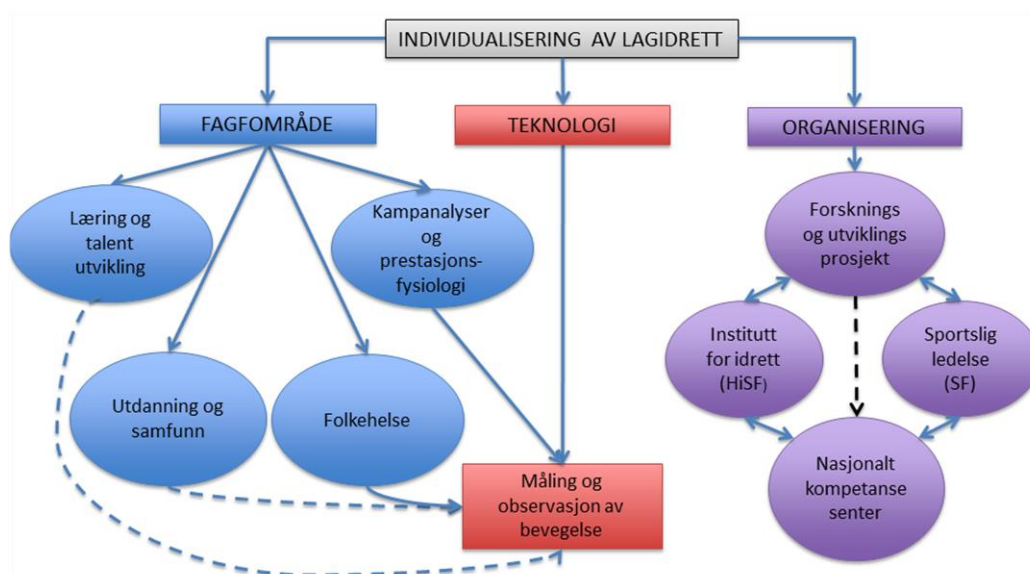 INDIVIDUALISERING AV LAGIDRETT
FAGFOMRÅDE
TEKNOLOGI
ORGANISERING
Læring og
talent
utvikling
Kampanalyser
og
prestasjons-
fysiologi
Forsknings
og utviklings
prosjekt
Utdanning og
samfunn
Folkehelse
Institutt
for idrett
(HiSF)
Sportslig
ledelse
(SF)
Måling og
observasjon av
bevegelse
Nasjonalt
kompetanse
senter